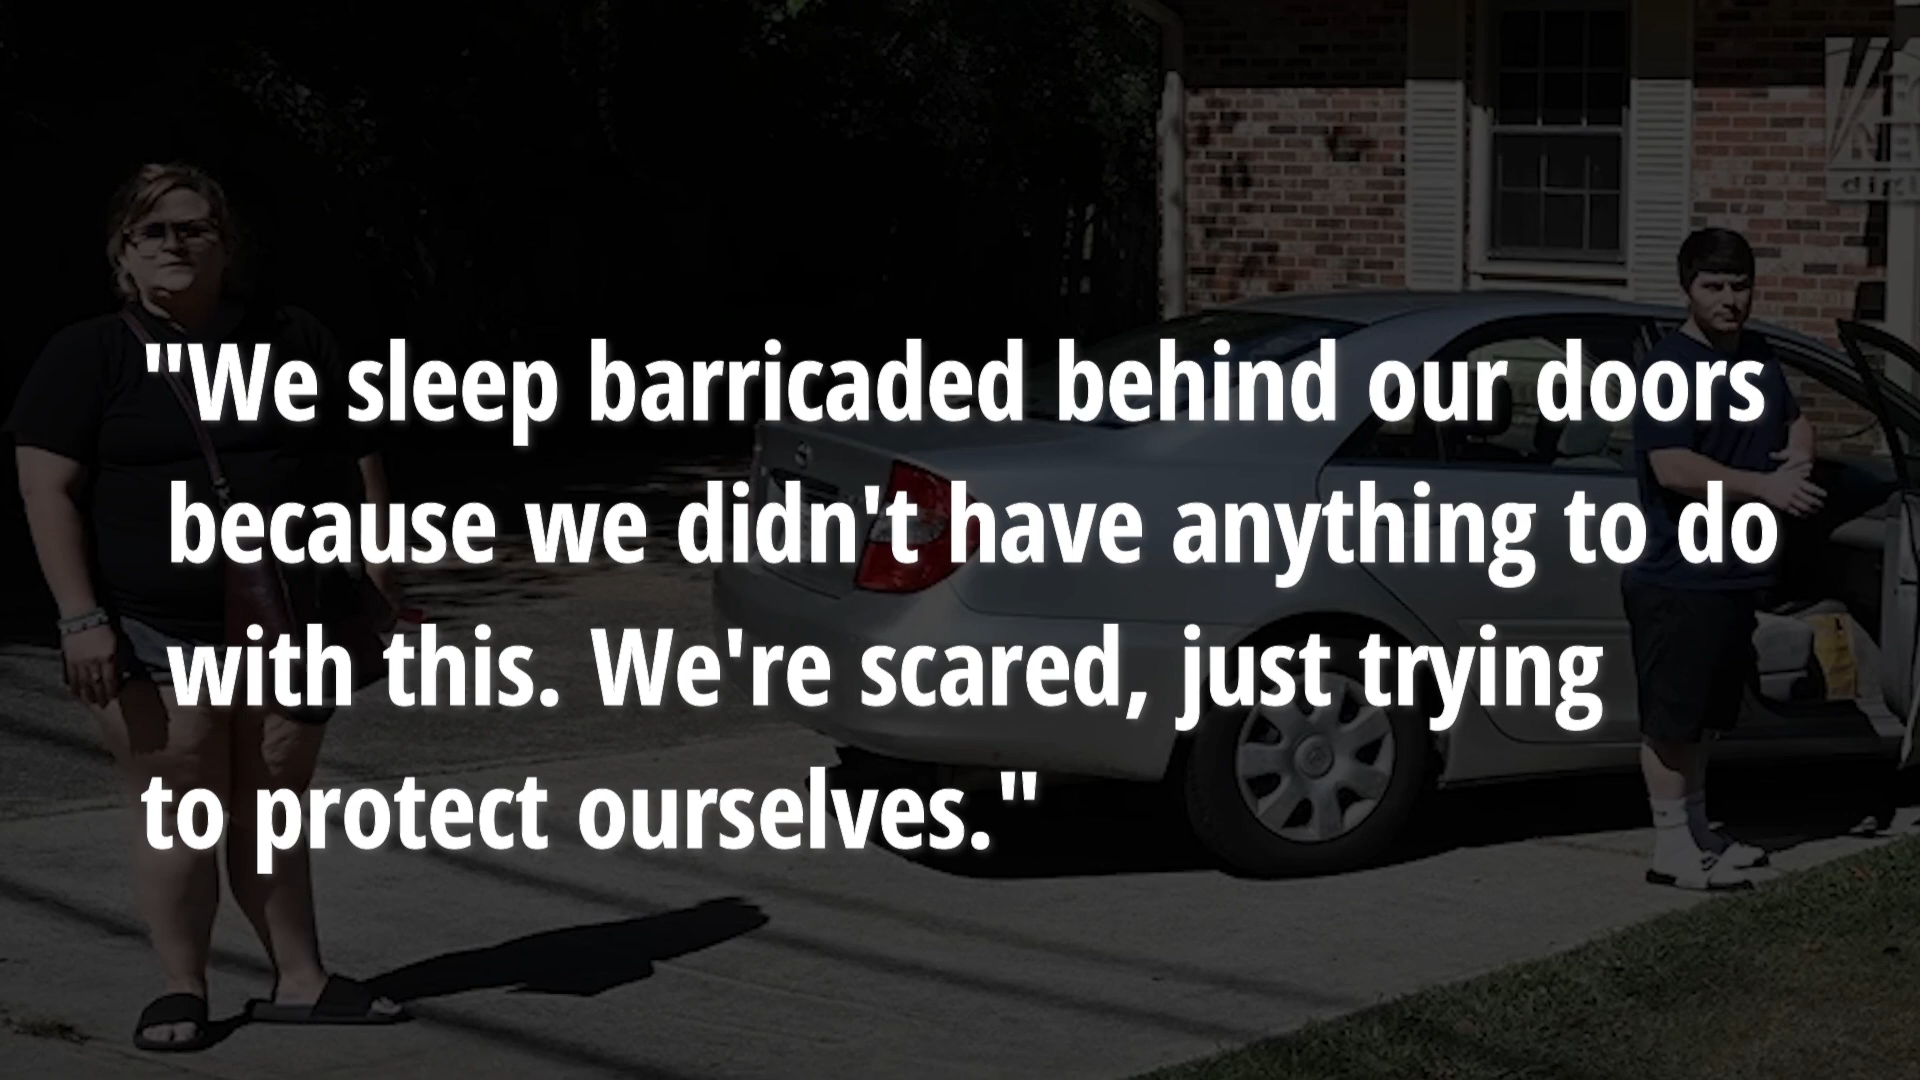 "We sleep barricaded behind our doors
because we didn't have anything to do
with this. We're scared, just trying
to protect ourselves."